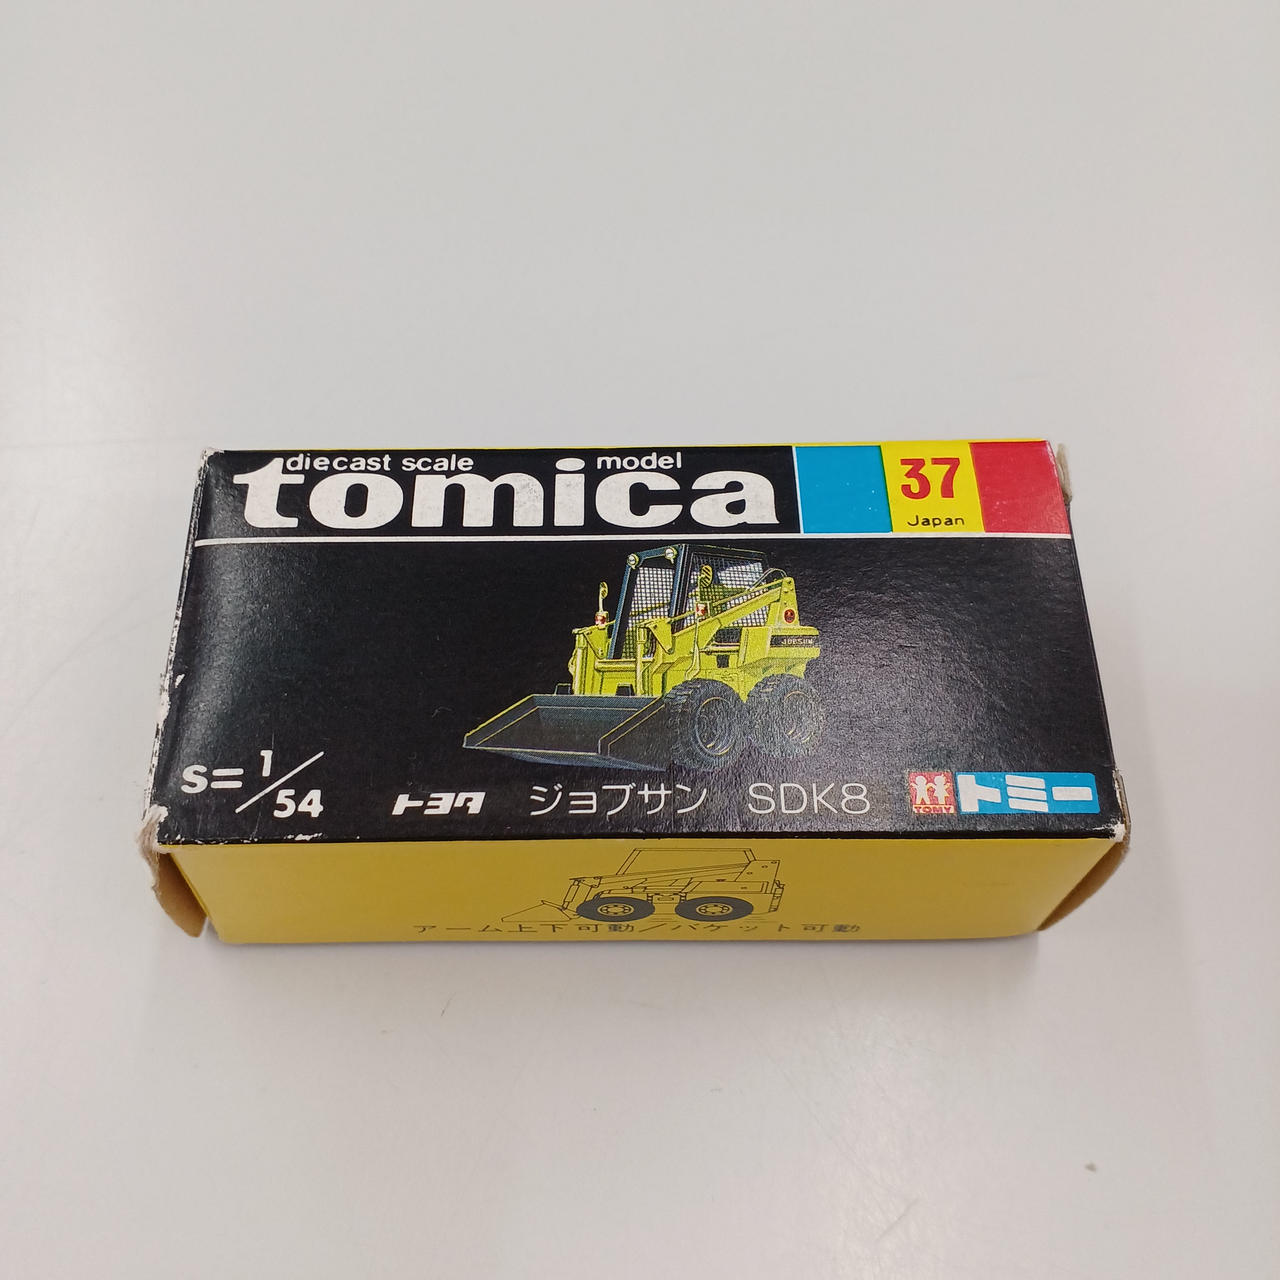 diecast scale model
tomica
37
Japan
JOBSUN
S=1/54
トヨタ ジョブサン SDK8
TOMY
トミー
アーム上下可動/バケット可動